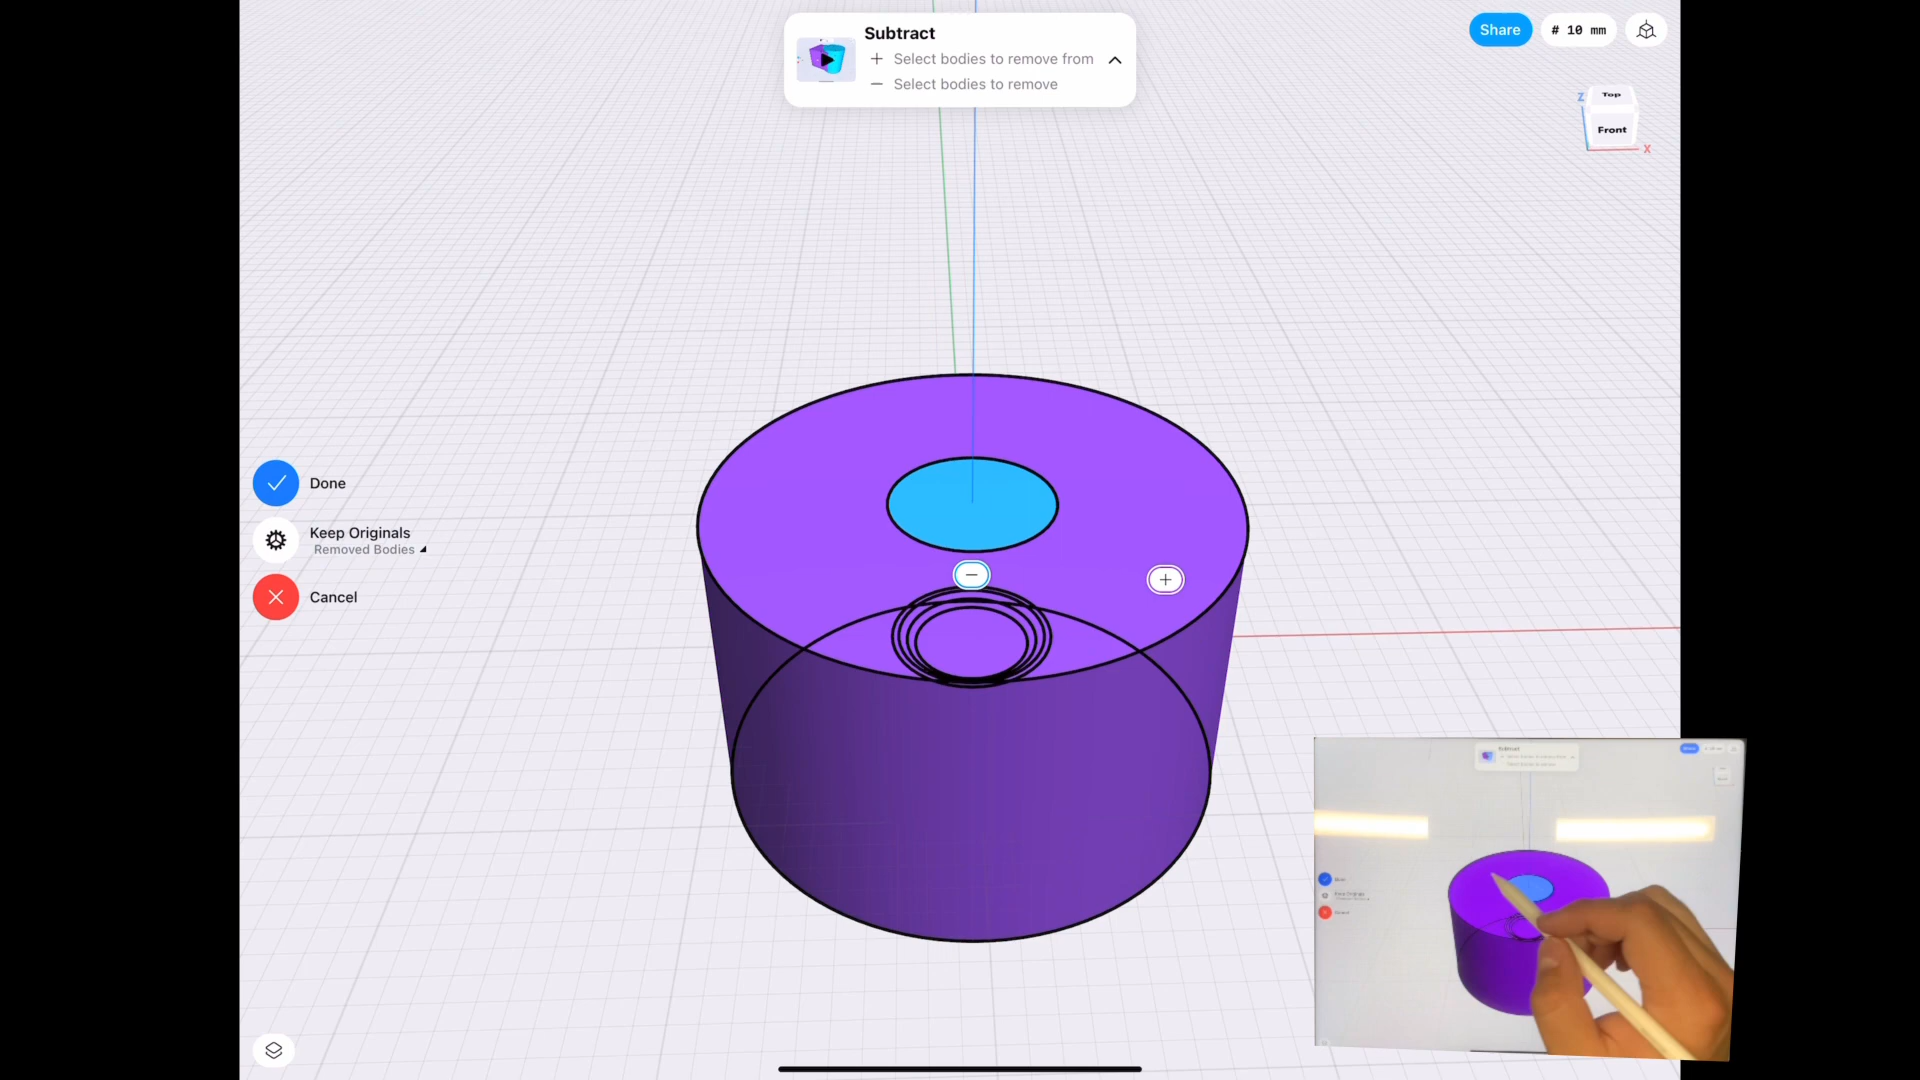 Subtract
+ Select bodies to remove from
− Select bodies to remove
Share
# 10 mm
Z
Top
Front
X
Done
Keep Originals
Removed Bodies
Cancel